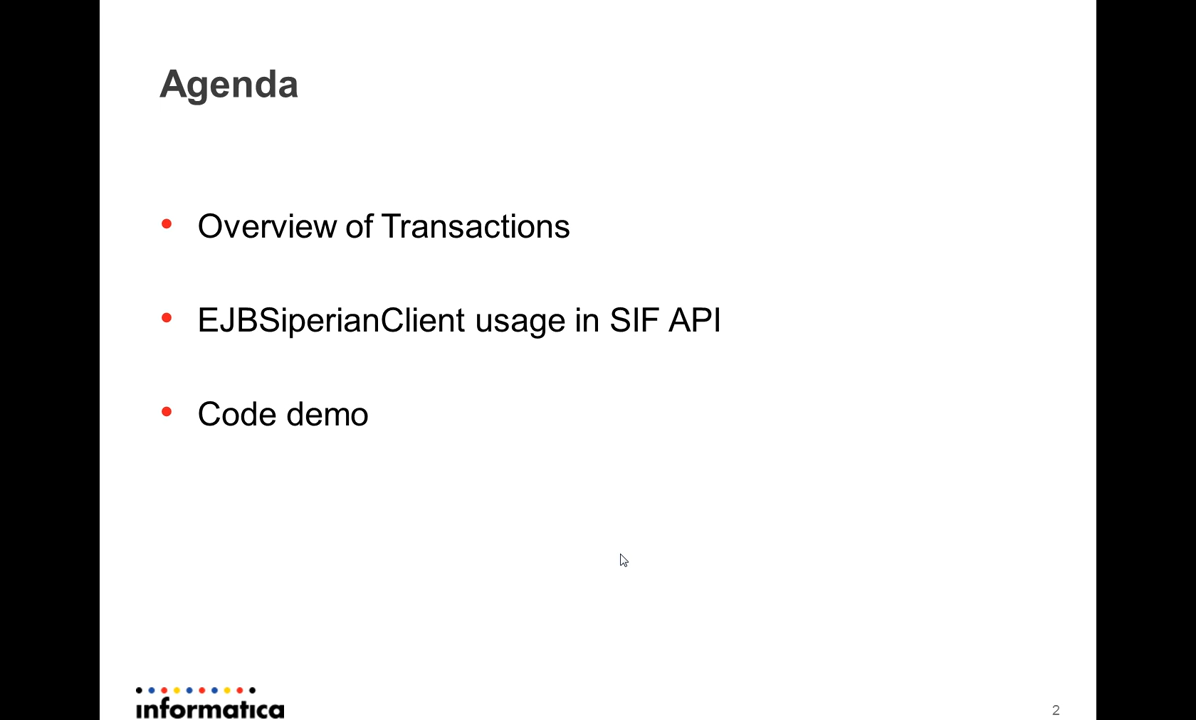 Agenda
• Overview of Transactions
• EJBSiperianClient usage in SIF API
• Code demo
informatica
2